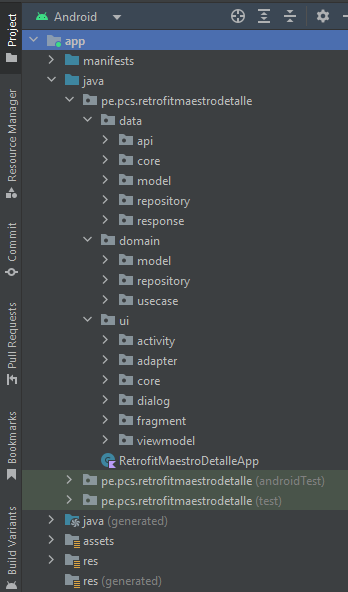 Android
app
manifests
java
pe.pcs.retrofitmaestrodetalle
data
api
core
model
repository
response
domain
model
repository
usecase
ui
activity
adapter
core
dialog
fragment
viewmodel
RetrofitMaestroDetalleApp
pe.pcs.retrofitmaestrodetalle (androidTest)
pe.pcs.retrofitmaestrodetalle (test)
java (generated)
assets
res
res (generated)
Project
Resource Manager
Commit
Pull Requests
Bookmarks
Build Variants